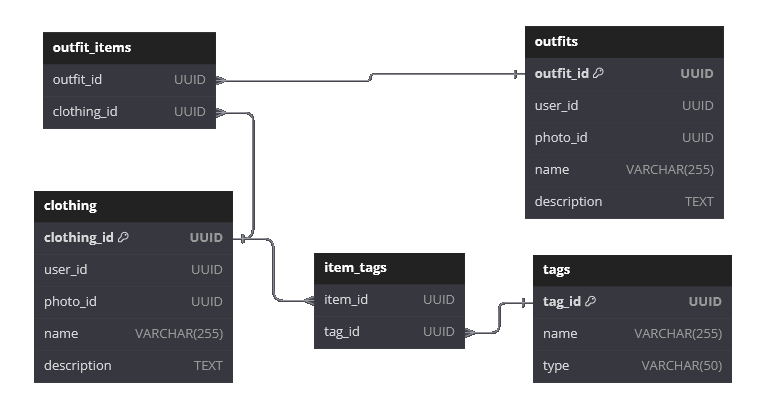 outfit_items
outfit_id UUID
clothing_id UUID
outfits
outfit_id UUID
user_id UUID
photo_id UUID
name VARCHAR(255)
description TEXT
clothing
clothing_id UUID
user_id UUID
photo_id UUID
name VARCHAR(255)
description TEXT
item_tags
item_id UUID
tag_id UUID
tags
tag_id UUID
name VARCHAR(255)
type VARCHAR(50)